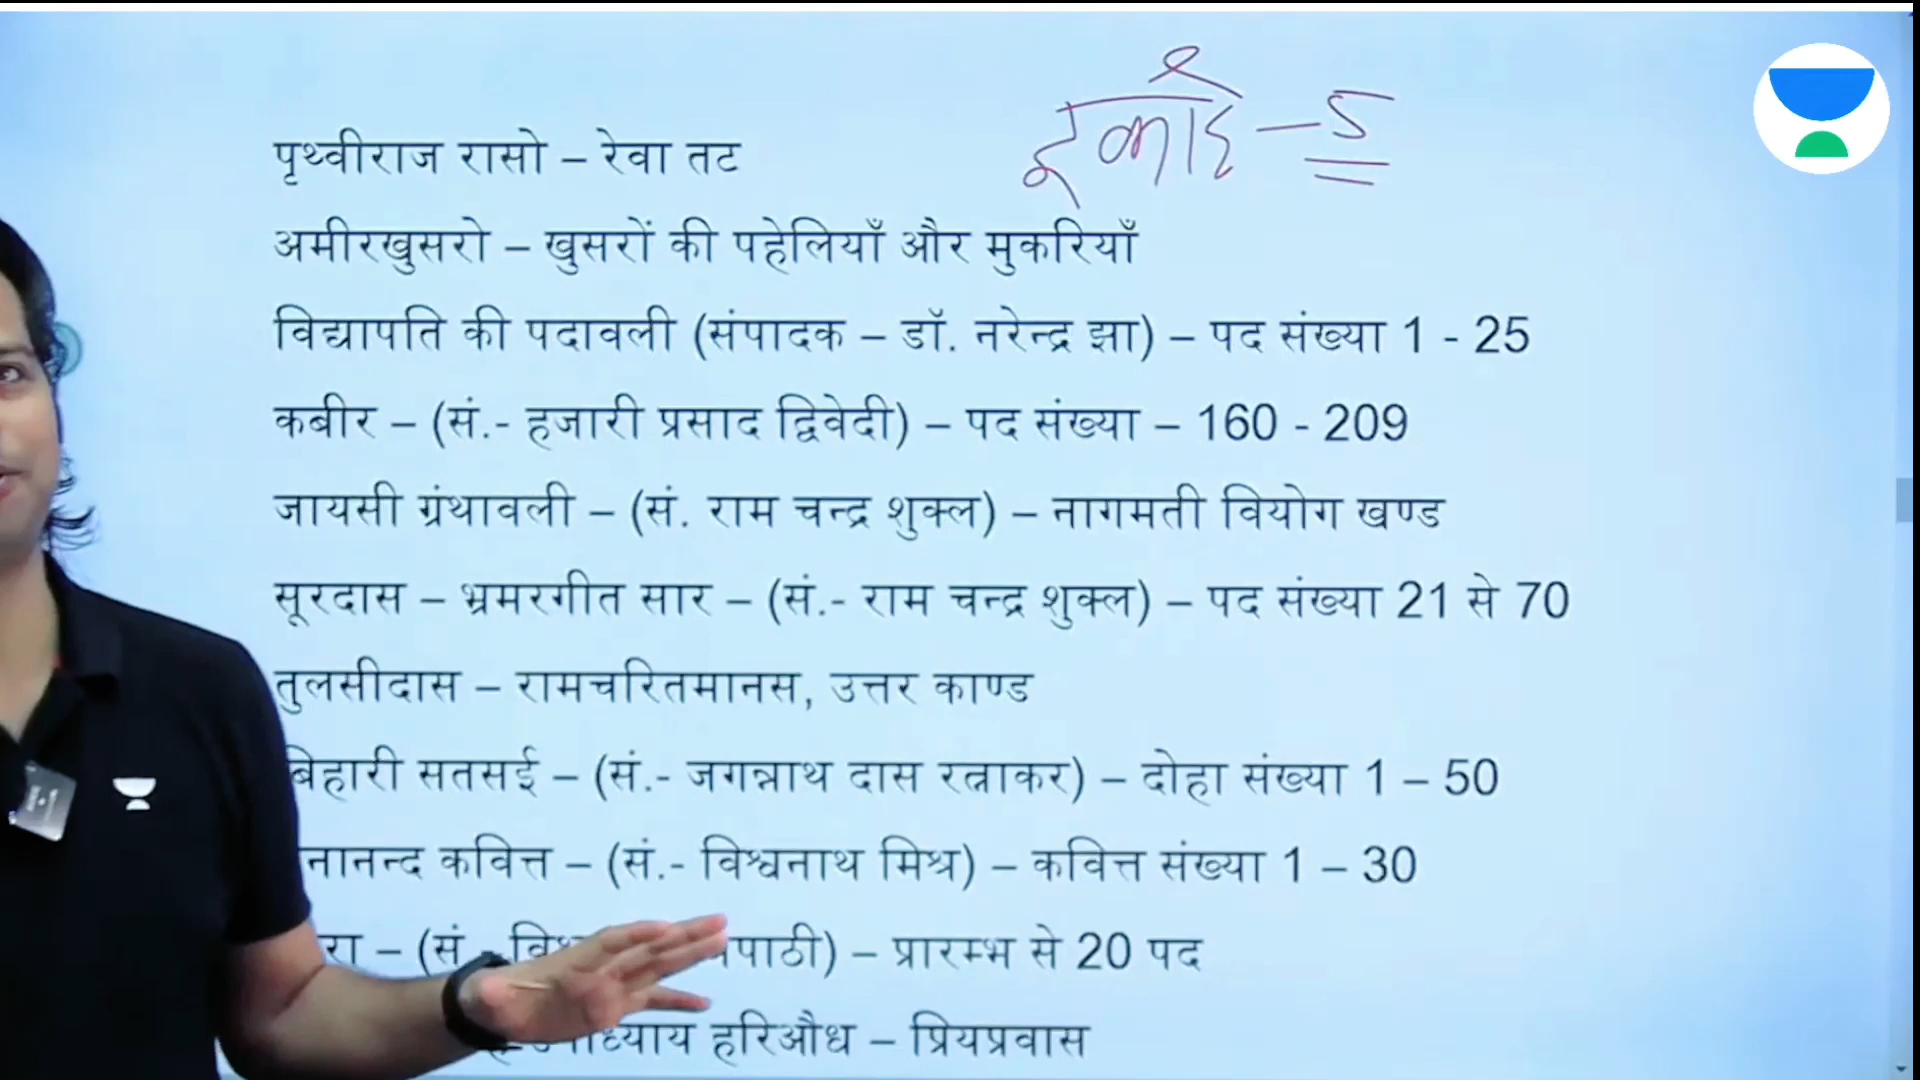 इकाई – 5
पृथ्वीराज रासो – रेवा तट
अमीरखुसरो – खुसरों की पहेलियाँ और मुकरियाँ
विद्यापति की पदावली (संपादक – डॉ. नरेन्द्र झा) – पद संख्या 1 - 25
कबीर – (सं.- हजारी प्रसाद द्विवेदी) – पद संख्या – 160 - 209
जायसी ग्रंथावली – (सं. राम चन्द्र शुक्ल) – नागमती वियोग खण्ड
सूरदास – भ्रमरगीत सार – (सं.- राम चन्द्र शुक्ल) – पद संख्या 21 से 70
तुलसीदास – रामचरितमानस, उत्तर काण्ड
बिहारी सतसई – (सं.- जगन्नाथ दास रत्नाकर) – दोहा संख्या 1 – 50
नानन्द कवित्त – (सं.- विश्वनाथ मिश्र) – कवित्त संख्या 1 – 30
रा – (सं.- – प्रारम्भ से 20 पद
हरिऔध – प्रियप्रवास